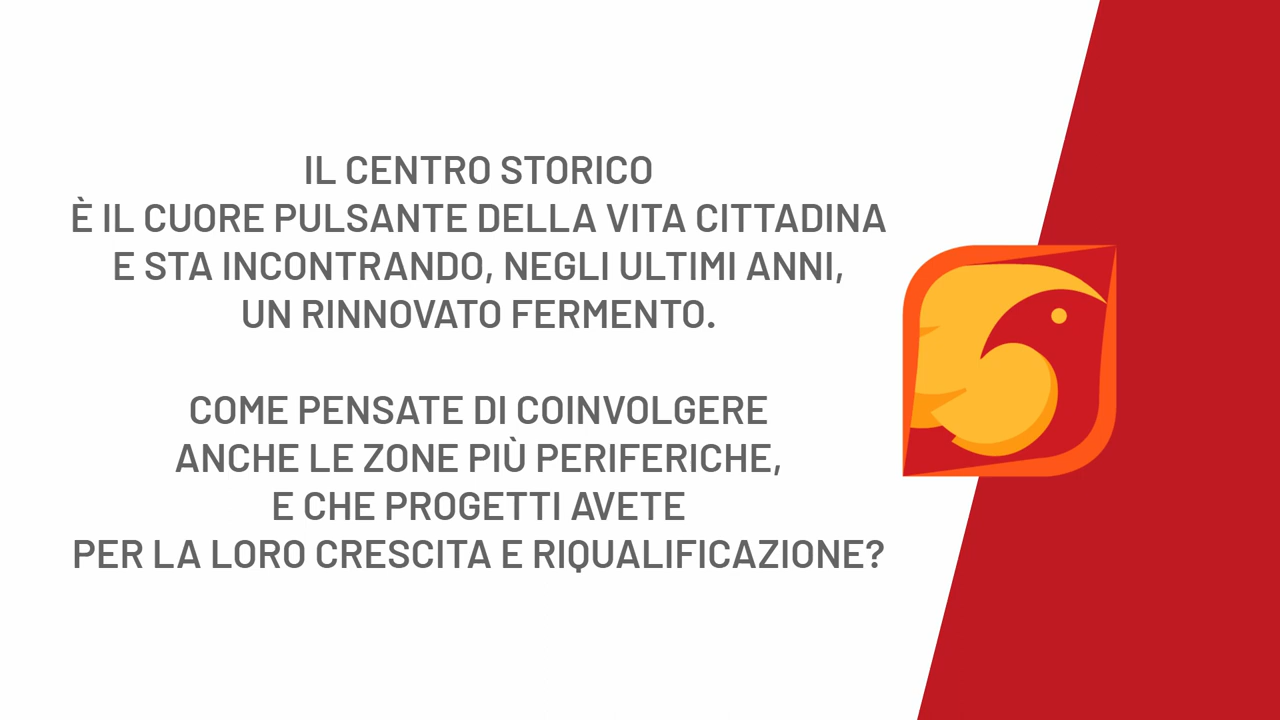 IL CENTRO STORICO
È IL CUORE PULSANTE DELLA VITA CITTADINA
E STA INCONTRANDO, NEGLI ULTIMI ANNI,
UN RINNOVATO FERMENTO.
COME PENSATE DI COINVOLGERE
ANCHE LE ZONE PIÙ PERIFERICHE,
E CHE PROGETTI AVETE
PER LA LORO CRESCITA E RIQUALIFICAZIONE?